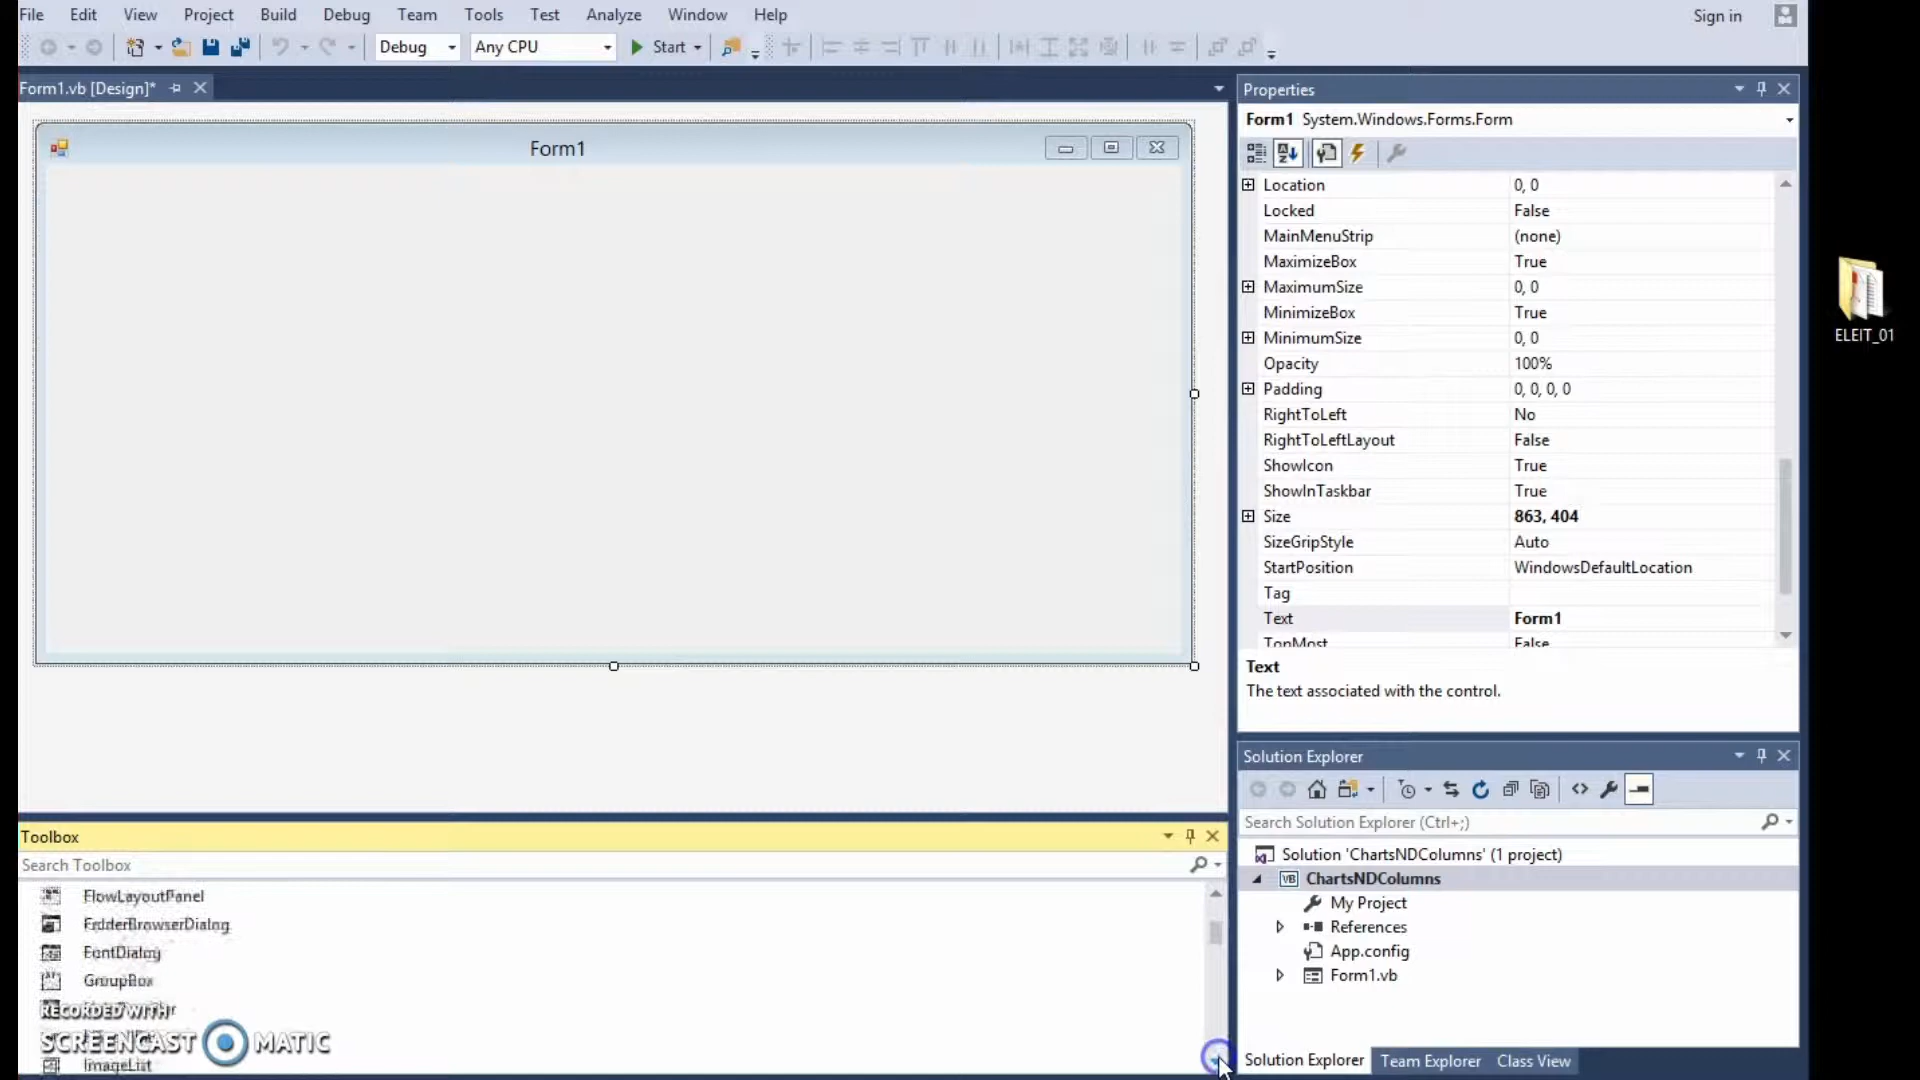 File Edit View Project Build Debug Team Tools Test Analyze Window Help Sign in
Debug Any CPU Start
Form1.vb [Design]*
Form1
Properties
Form1 System.Windows.Forms.Form
Location 0, 0
Locked False
MainMenuStrip (none)
MaximizeBox True
MaximumSize 0, 0
MinimizeBox True
MinimumSize 0, 0
Opacity 100%
Padding 0, 0, 0, 0
RightToLeft No
RightToLeftLayout False
ShowIcon True
ShowInTaskbar True
Size 863, 404
SizeGripStyle Auto
StartPosition WindowsDefaultLocation
Tag
Text Form1
TopMost False
Text
The text associated with the control.
ELEIT_01
Solution Explorer
Search Solution Explorer (Ctrl+;)
Solution 'ChartsNDColumns' (1 project)
VB ChartsNDColumns
My Project
References
App.config
Form1.vb
Solution Explorer Team Explorer Class View
Toolbox
Search Toolbox
FlowLayoutPanel
FolderBrowserDialog
FontDialog
GroupBox
RECORDED WITH
SCREENCAST MATIC
ImageList